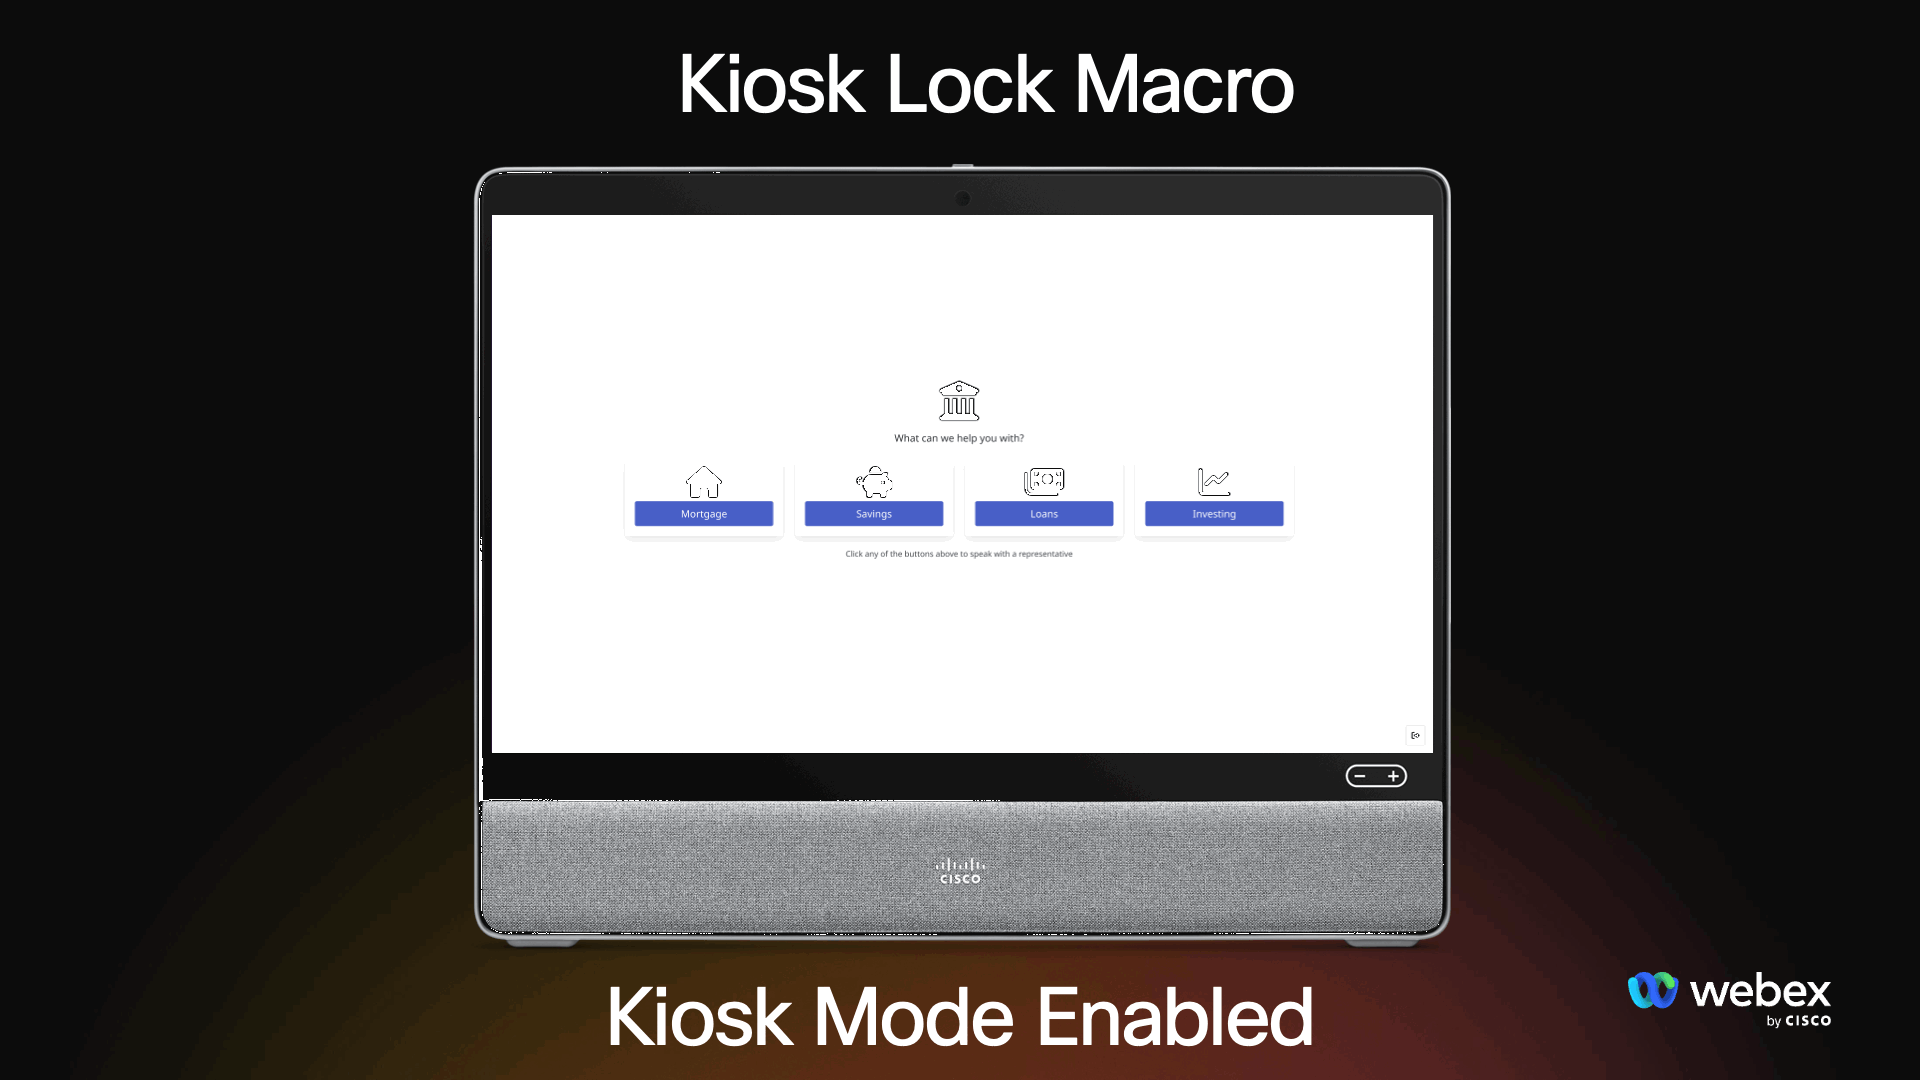 Kiosk Lock Macro
What can we help you with?
Mortgage
Savings
Loans
Investing
Click any of the buttons above to speak with a representative
CISCO
Kiosk Mode Enabled
webex
by CISCO